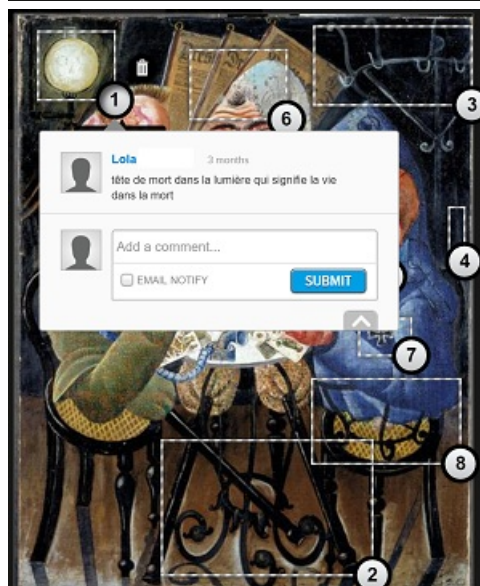 1
6
3
Lola 3 months
tête de mort dans la lumière qui signifie la vie
dans la mort
4
Add a comment...
EMAIL NOTIFY SUBMIT
7
8
2